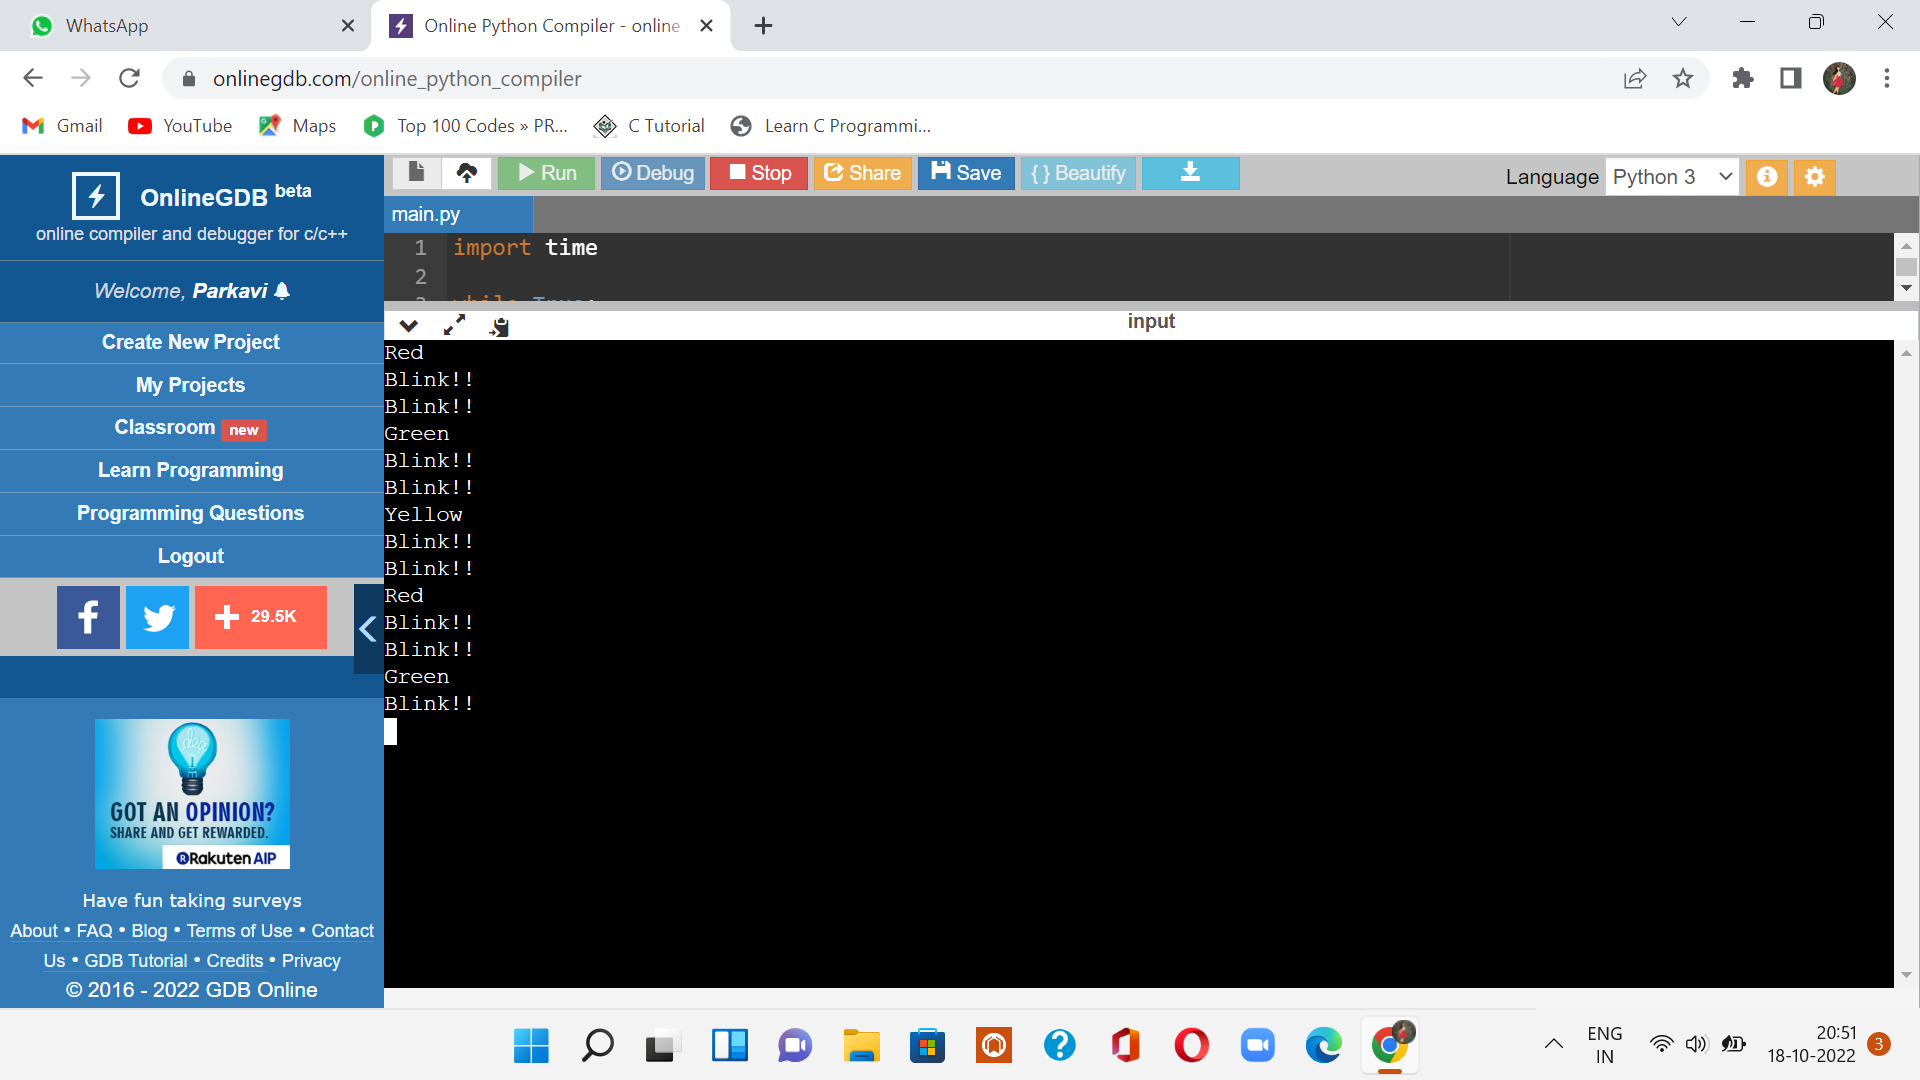 WhatsApp
Online Python Compiler - online
onlinegdb.com/online_python_compiler
Gmail YouTube Maps Top 100 Codes » PR... C Tutorial Learn C Programmi...
OnlineGDB beta
online compiler and debugger for c/c++
Welcome, Parkavi
Create New Project
My Projects
Classroom new
Learn Programming
Programming Questions
Logout
29.5K
idea
GOT AN OPINION?
SHARE AND GET REWARDED.
Rakuten AIP
Have fun taking surveys
About • FAQ • Blog • Terms of Use • Contact
Us • GDB Tutorial • Credits • Privacy
© 2016 - 2022 GDB Online
Run Debug Stop Share Save { } Beautify
Language Python 3
main.py
1 import time
2
3 while True:
input
Red
Blink!!
Blink!!
Green
Blink!!
Blink!!
Yellow
Blink!!
Blink!!
Red
Blink!!
Blink!!
Green
Blink!!
ENG
IN
20:51
18-10-2022
3